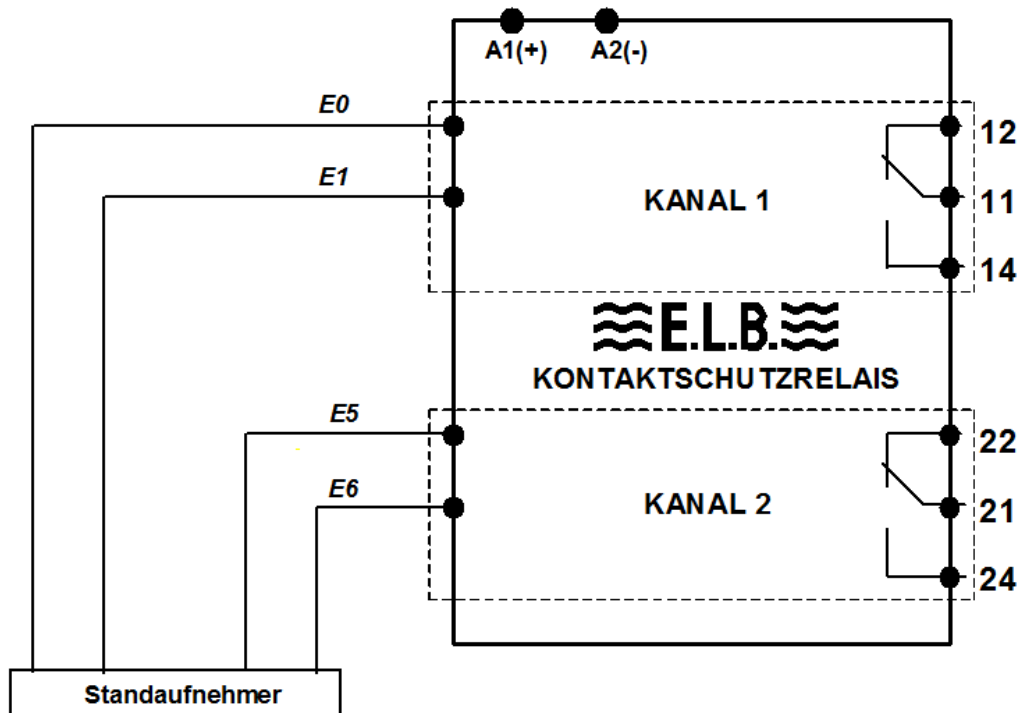 A1(+) A2(-)
E0
12
E1
KANAL 1
11
14
E.L.B.
KONTAKTSCHUTZRELAIS
E5
22
E6
KANAL 2
21
24
Standaufnehmer